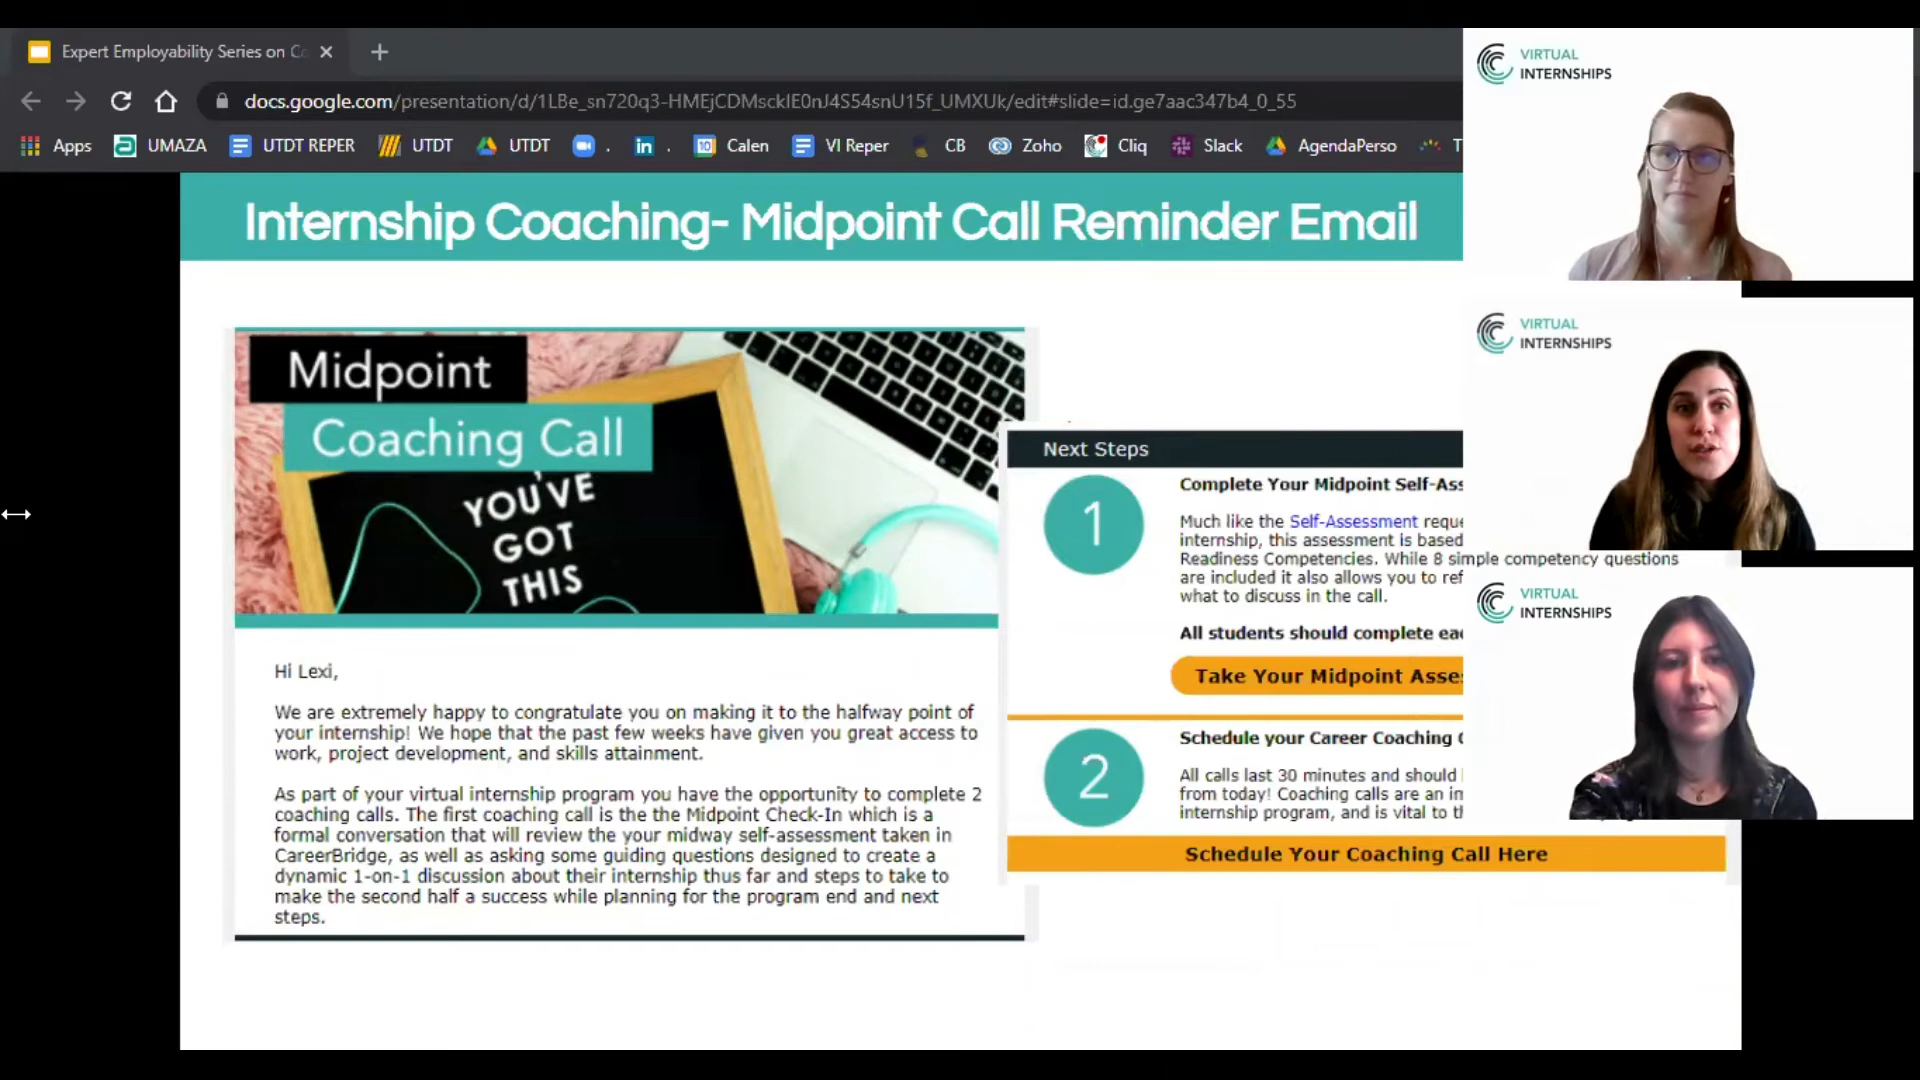 Expert Employability Series on Co
docs.google.com/presentation/d/1LBe_sn720q3-HMEjCDMsckIE0nJ4S54snU15f_UMXUk/edit#slide=id.ge7aac347b4_0_55
Apps UMAZA UTDT REPER UTDT UTDT . in . 10 Calen VI Reper CB Zoho Cliq Slack AgendaPerso T
Internship Coaching- Midpoint Call Reminder Email
VIRTUAL
INTERNSHIPS
VIRTUAL
INTERNSHIPS
VIRTUAL
INTERNSHIPS
Midpoint
Coaching Call
YOU'VE
GOT
THIS
Hi Lexi,
We are extremely happy to congratulate you on making it to the halfway point of
your internship! We hope that the past few weeks have given you great access to
work, project development, and skills attainment.
As part of your virtual internship program you have the opportunity to complete 2
coaching calls. The first coaching call is the the Midpoint Check-In which is a
formal conversation that will review the your midway self-assessment taken in
CareerBridge, as well as asking some guiding questions designed to create a
dynamic 1-on-1 discussion about their internship thus far and steps to take to
make the second half a success while planning for the program end and next
steps.
Next Steps
1
Complete Your Midpoint Self-Ass
Much like the Self-Assessment reque
internship, this assessment is based
Readiness Competencies. While 8 simple competency questions
are included it also allows you to ref
what to discuss in the call.
All students should complete eac
Take Your Midpoint Asse
2
Schedule your Career Coaching C
All calls last 30 minutes and should
from today! Coaching calls are an im
internship program, and is vital to th
Schedule Your Coaching Call Here